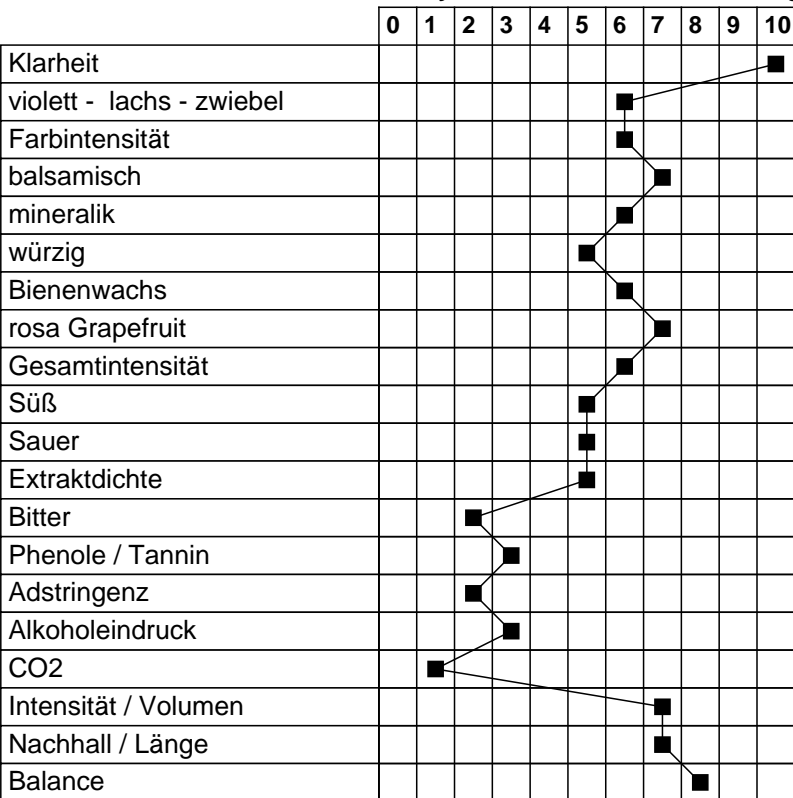 0 1 2 3 4 5 6 7 8 9 10
Klarheit
violett - lachs - zwiebel
Farbintensität
balsamisch
mineralik
würzig
Bienenwachs
rosa Grapefruit
Gesamtintensität
Süß
Sauer
Extraktdichte
Bitter
Phenole / Tannin
Adstringenz
Alkoholeindruck
CO2
Intensität / Volumen
Nachhall / Länge
Balance